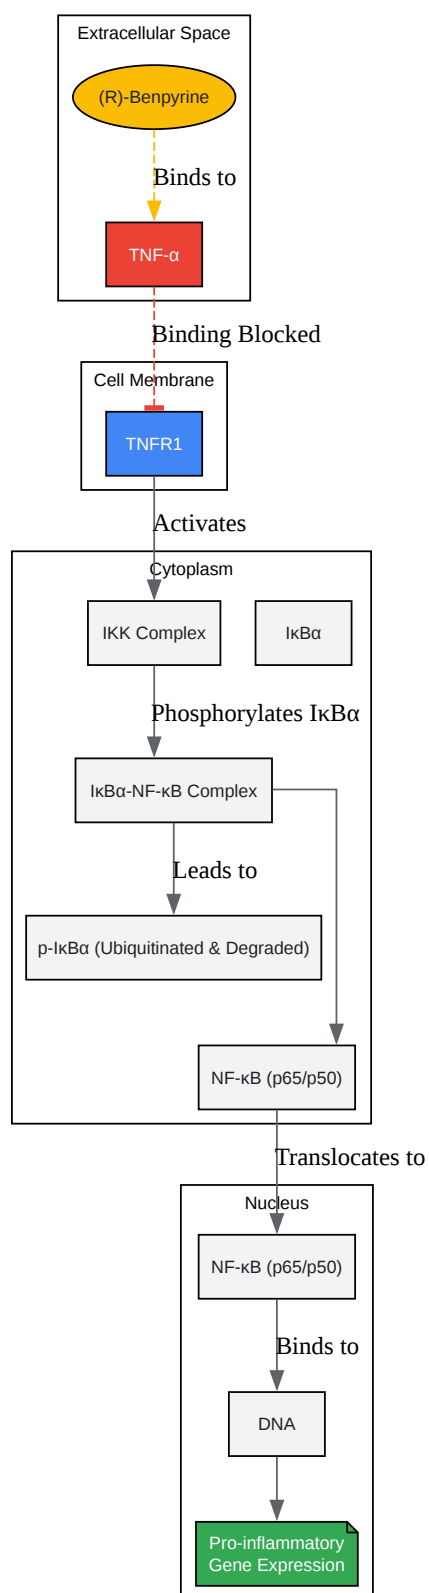 Extracellular Space
(R)-Benpyrine
Binds to
TNF-α
Binding Blocked
Cell Membrane
TNFR1
Activates
Cytoplasm
IKK Complex
IκBα
Phosphorylates IκBα
IκBα-NF-κB Complex
Leads to
p-IκBα (Ubiquitinated & Degraded)
NF-κB (p65/p50)
Translocates to
Nucleus
NF-κB (p65/p50)
Binds to
DNA
Pro-inflammatory
Gene Expression